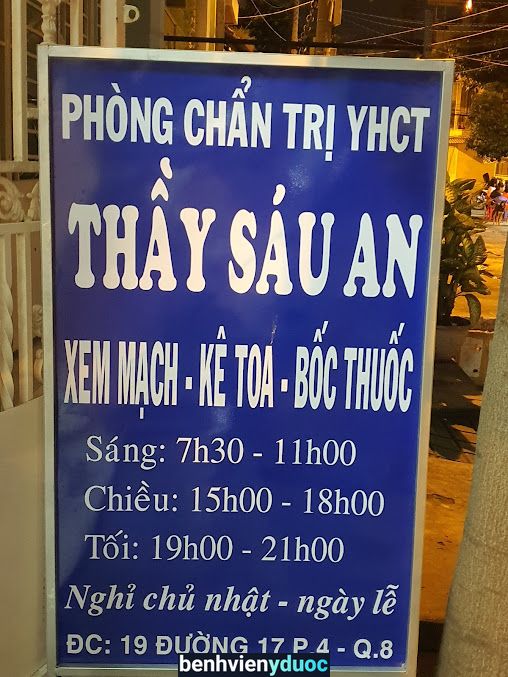 PHÒNG CHẨN TRỊ YHCT
THẦY SÁU AN
XEM MẠCH - KÊ TOA - BỐC THUỐC
Sáng: 7h30 - 11h00
Chiều: 15h00 - 18h00
Tối: 19h00 - 21h00
Nghỉ chủ nhật - ngày lễ
ĐC: 19 ĐƯỜNG 17 P.4 - Q.8
benhvienyduoc